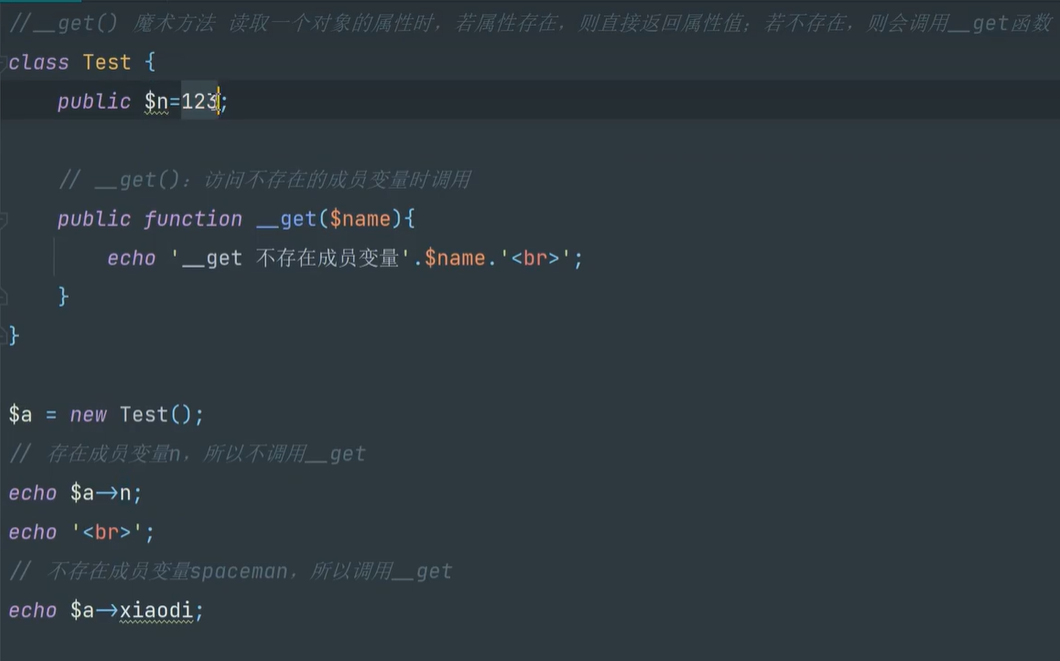 //__get() 魔术方法 读取一个对象的属性时，若属性存在，则直接返回属性值；若不存在，则会调用__get函数
class Test {
public $n=123;
// __get()：访问不存在的成员变量时调用
public function __get($name){
echo '__get 不存在成员变量'.$name.'<br>';
}
}
$a = new Test();
// 存在成员变量n，所以不调用__get
echo $a->n;
echo '<br>';
// 不存在成员变量spaceman，所以调用__get
echo $a->xiaodi;